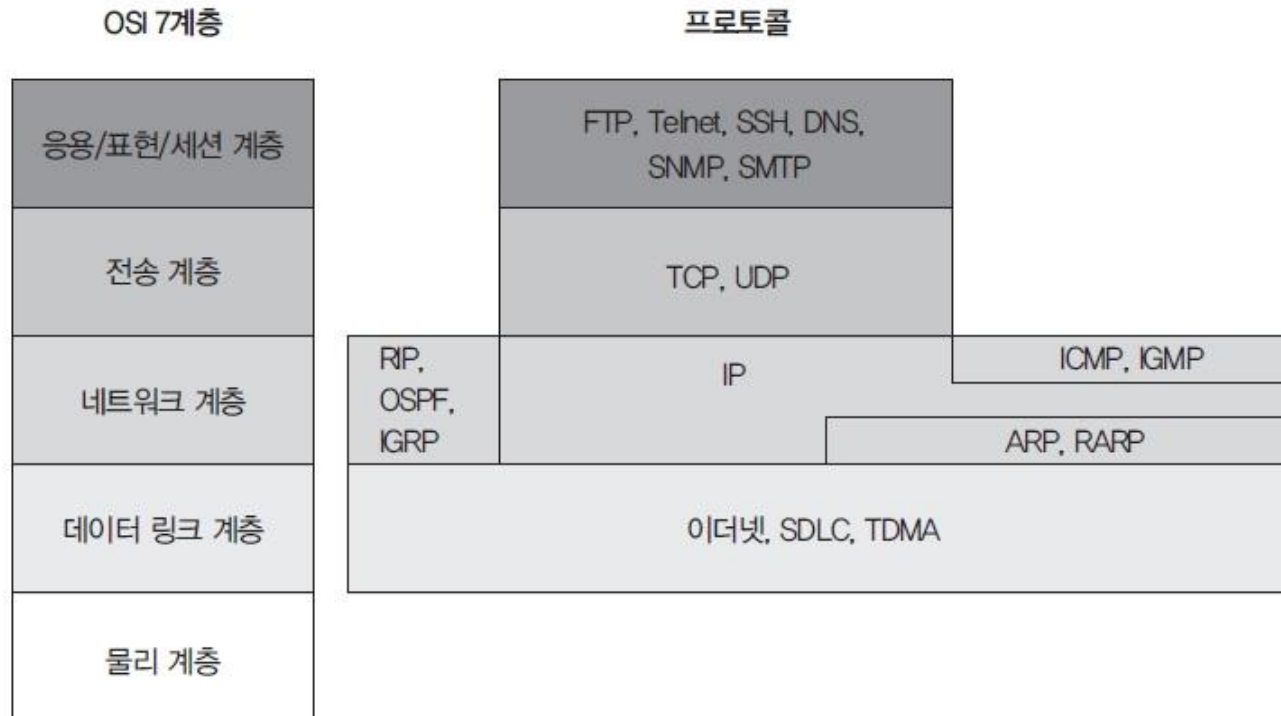 OSI 7계층
프로토콜
응용/표현/세션 계층
FTP, Telnet, SSH, DNS,
SNMP, SMTP
전송 계층
TCP, UDP
네트워크 계층
RIP,
OSPF,
IGRP
IP
ICMP, IGMP
ARP, RARP
데이터 링크 계층
이더넷, SDLC, TDMA
물리 계층